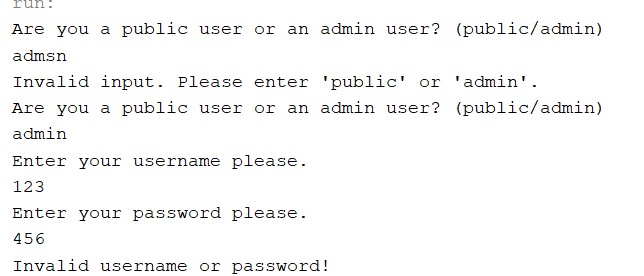 run:
Are you a public user or an admin user? (public/admin)
admsn
Invalid input. Please enter 'public' or 'admin'.
Are you a public user or an admin user? (public/admin)
admin
Enter your username please.
123
Enter your password please.
456
Invalid username or password!